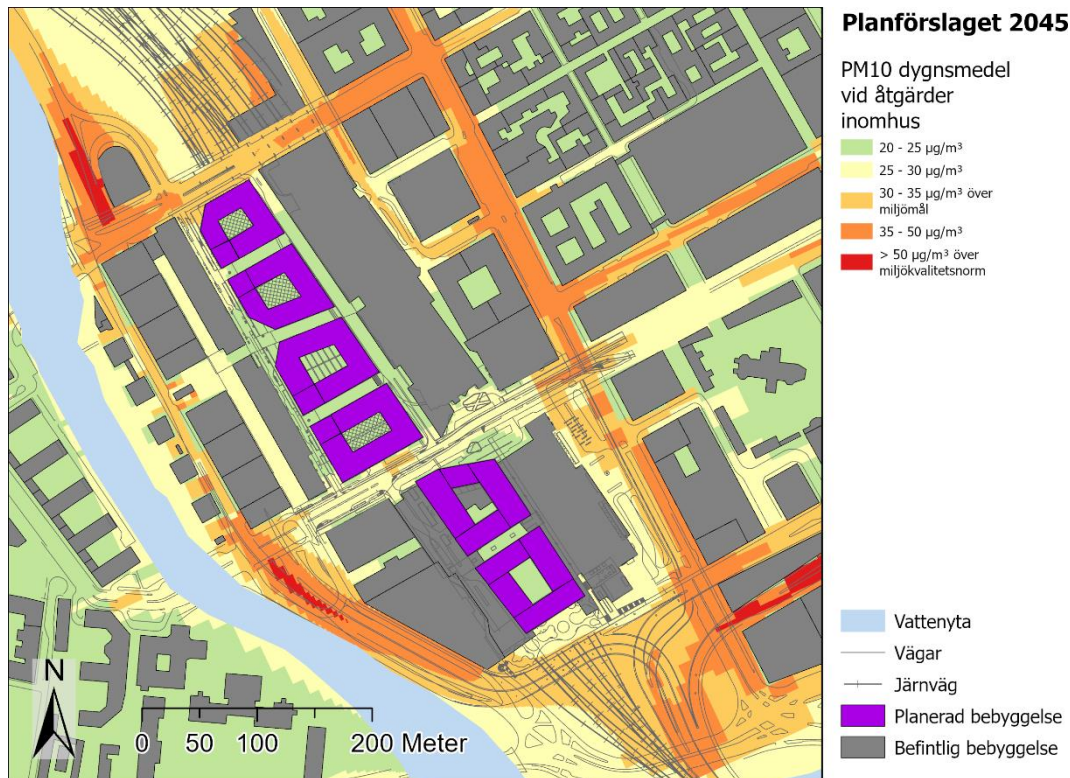 Planförslaget 2045
PM10 dygnsmedel
vid åtgärder
inomhus
20 - 25 µg/m³
25 - 30 µg/m³
30 - 35 µg/m³ över
miljömål
35 - 50 µg/m³
> 50 µg/m³ över
miljökvalitetsnorm
Vattenyta
Vägar
Järnväg
Planerad bebyggelse
Befintlig bebyggelse
N
0 50 100 200 Meter